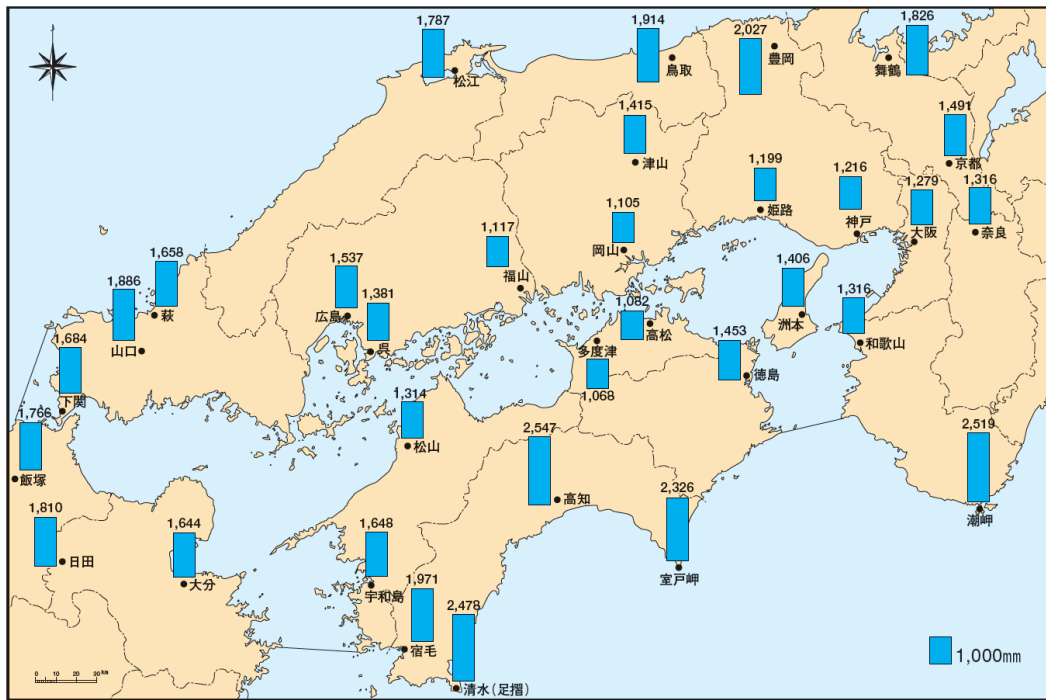 1,787
松江
1,914
鳥取
2,027
豊岡
1,826
舞鶴
1,415
津山
1,491
京都
1,199
姫路
1,216
神戸
1,279
大阪
1,316
奈良
1,105
岡山
1,117
福山
1,658
萩
1,886
山口
1,537
広島
1,381
呉
1,406
洲本
1,316
和歌山
1,082
高松
多度津
1,068
1,453
徳島
1,684
下関
1,766
飯塚
1,314
松山
2,547
高知
2,326
室戸岬
2,519
潮岬
1,810
日田
1,644
大分
1,648
宇和島
1,971
宿毛
2,478
清水(足摺)
0 10 20 30 km
1,000mm